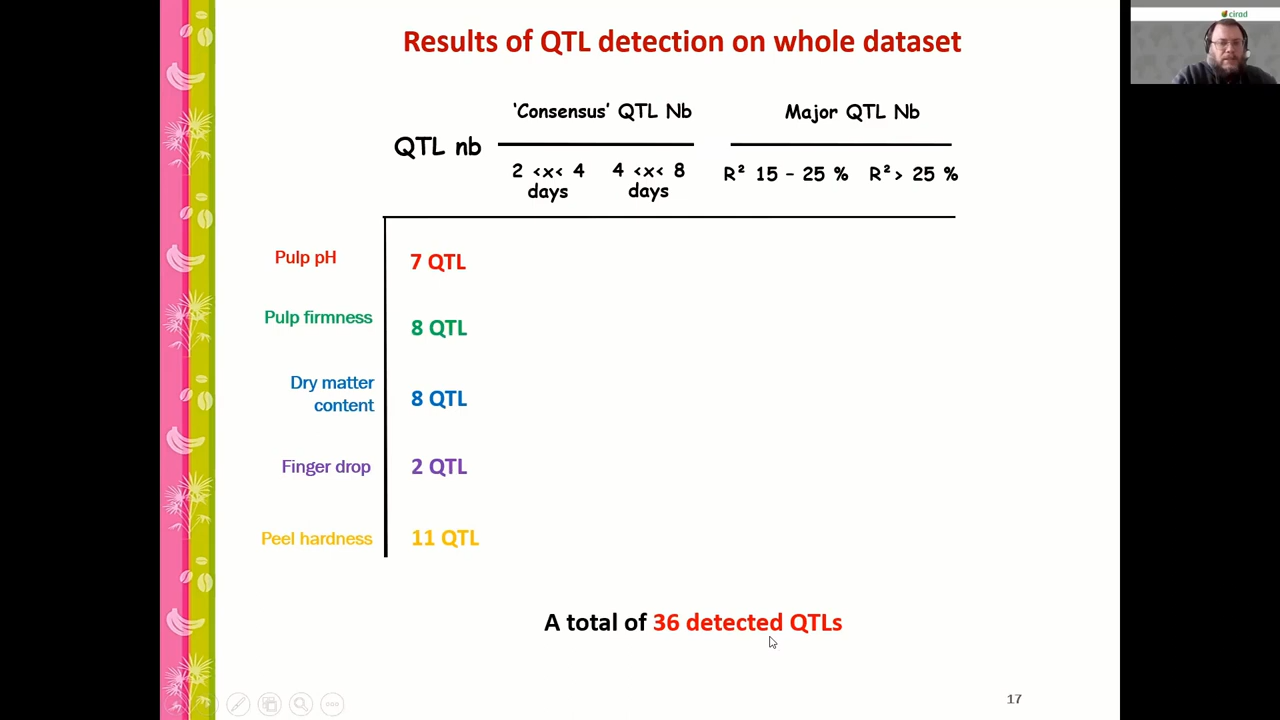 Results of QTL detection on whole dataset
cirad
'Consensus' QTL Nb
Major QTL Nb
QTL nb
2 <x< 4 days
4 <x< 8 days
R² 15 – 25 %
R²> 25 %
Pulp pH
7 QTL
Pulp firmness
8 QTL
Dry matter
content
8 QTL
Finger drop
2 QTL
Peel hardness
11 QTL
A total of 36 detected QTLs
17